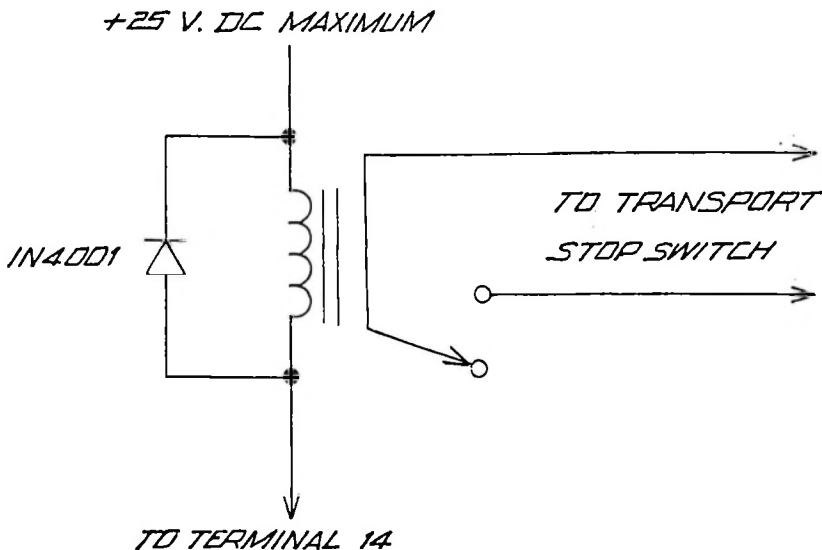 +25 V. DC MAXIMUM
TO TRANSPORT
STOP SWITCH
1N4001
TO TERMINAL 14